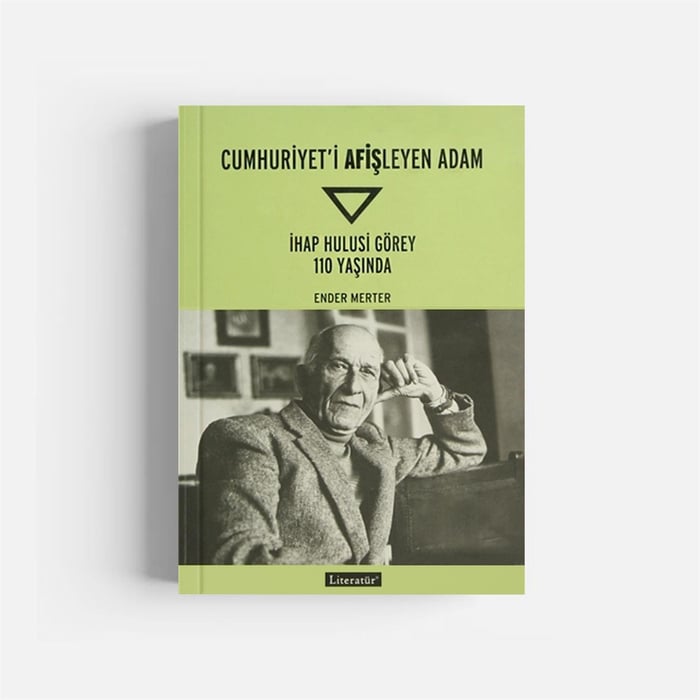 CUMHURİYET'İ AFİŞLEYEN ADAM
İHAP HULUSİ GÖREY
110 YAŞINDA
ENDER MERTER
Literatür®